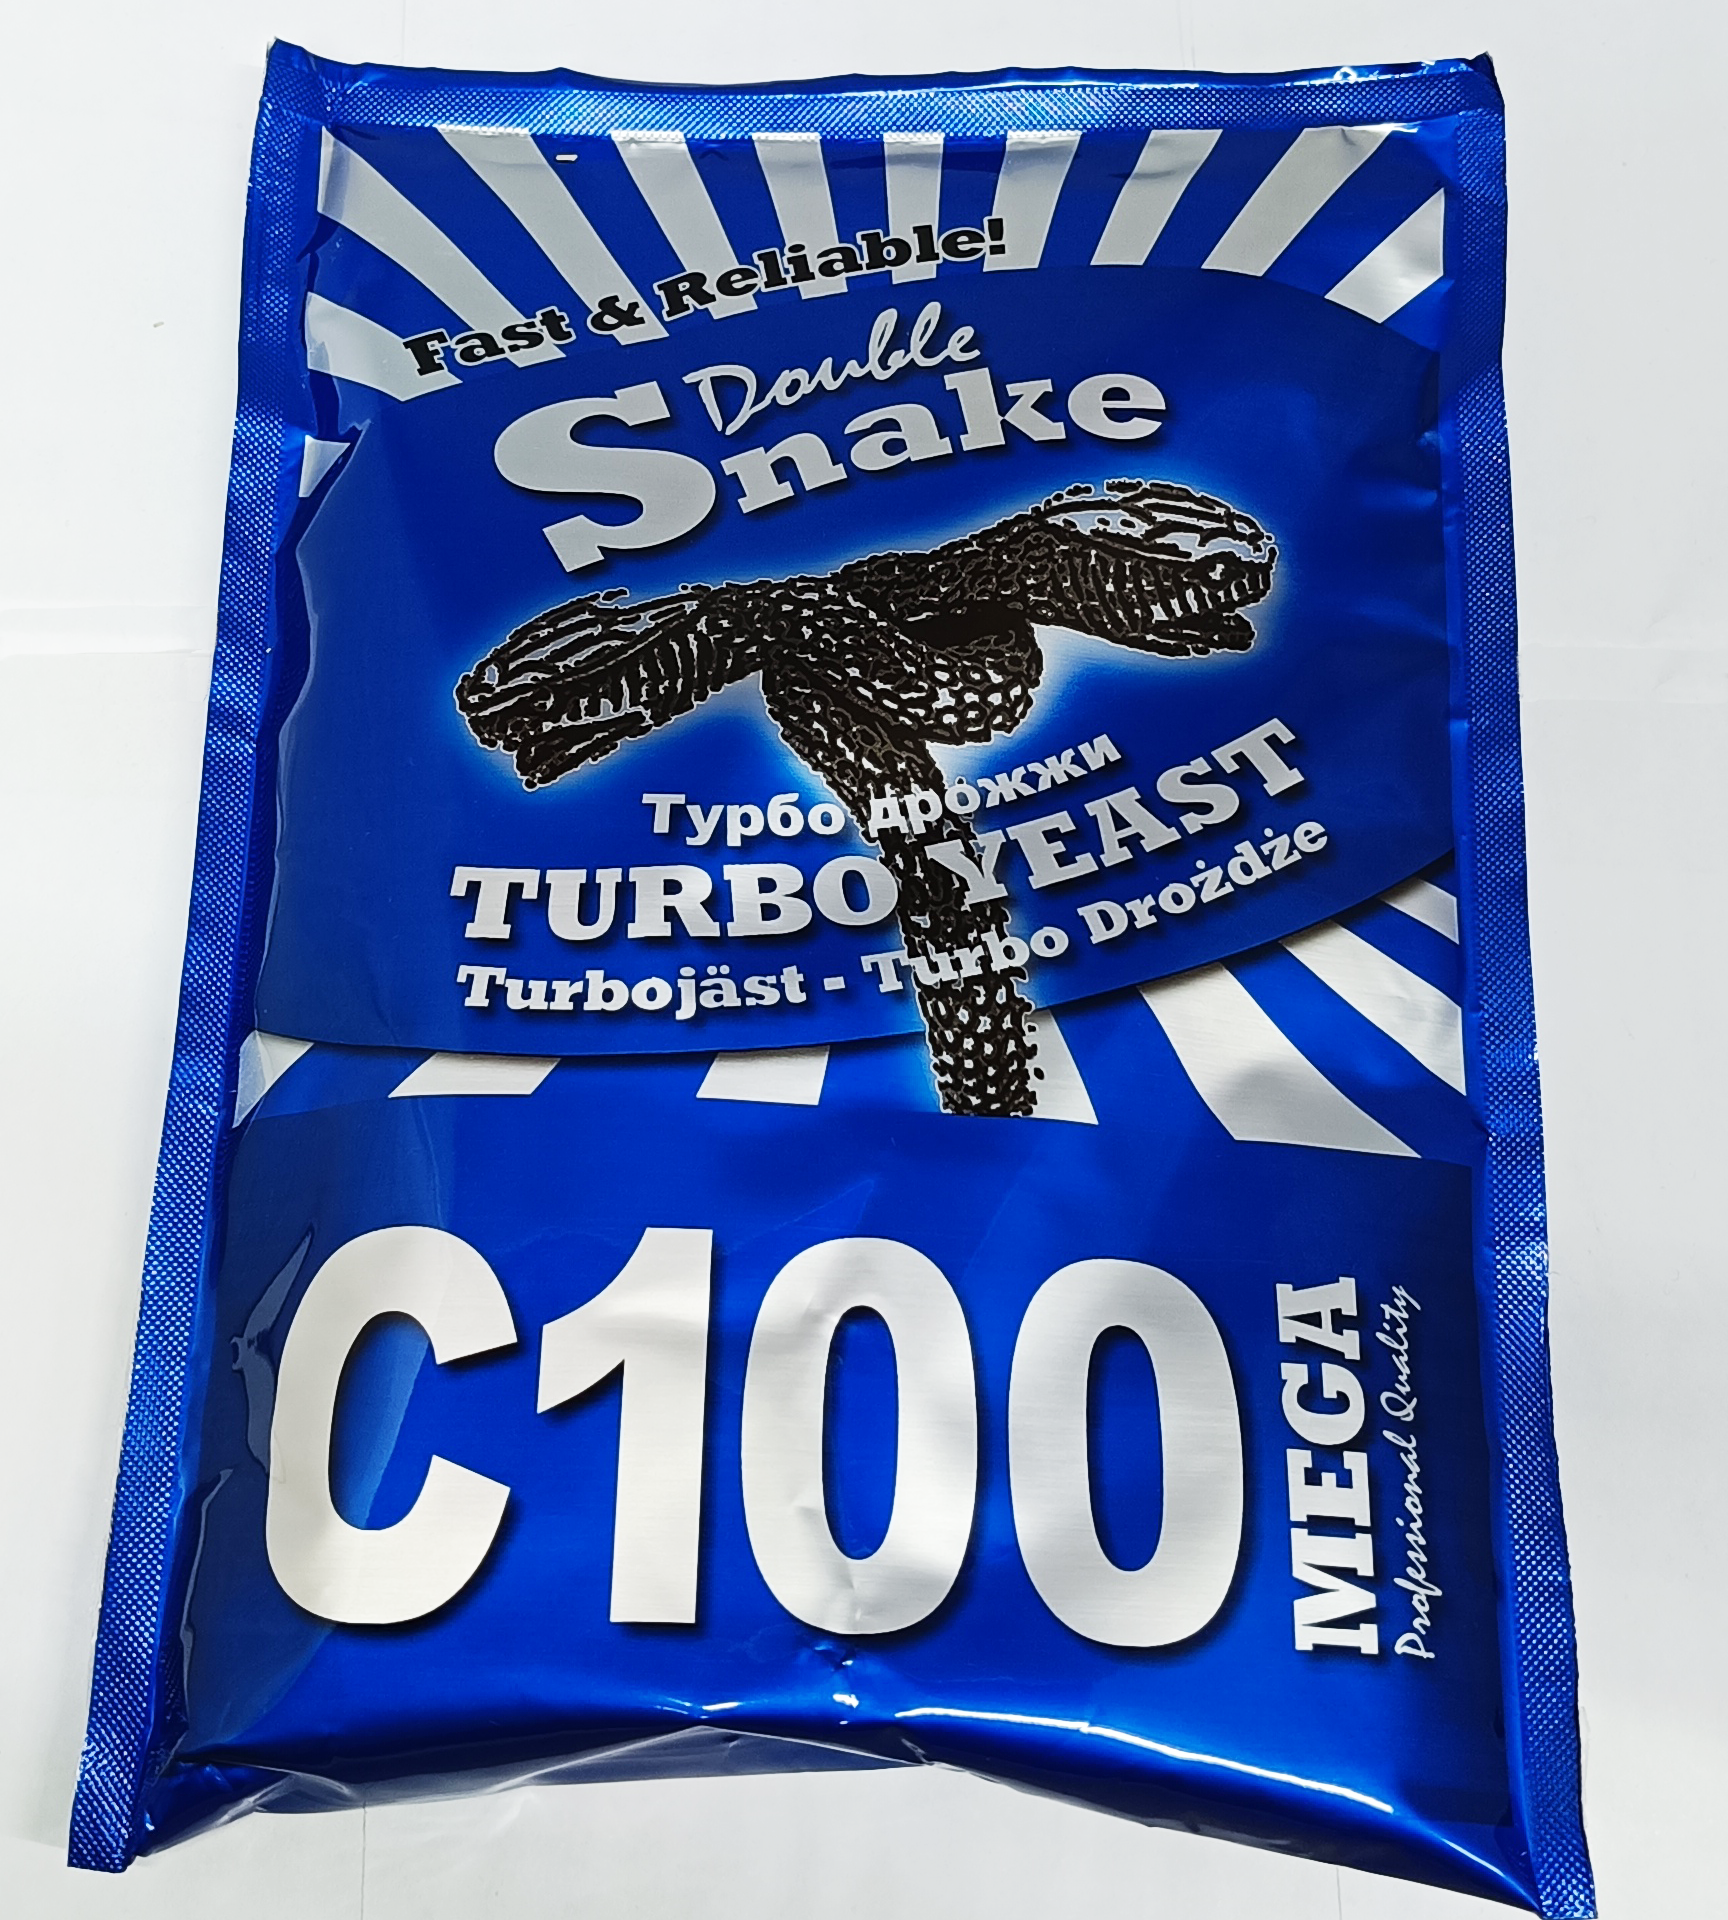 Fast & Reliable!
Double
Snake
Турбо дрожжи
TURBO YEAST
Turbojäst - Turbo Drożdże
C100
MEGA
Professional Quality